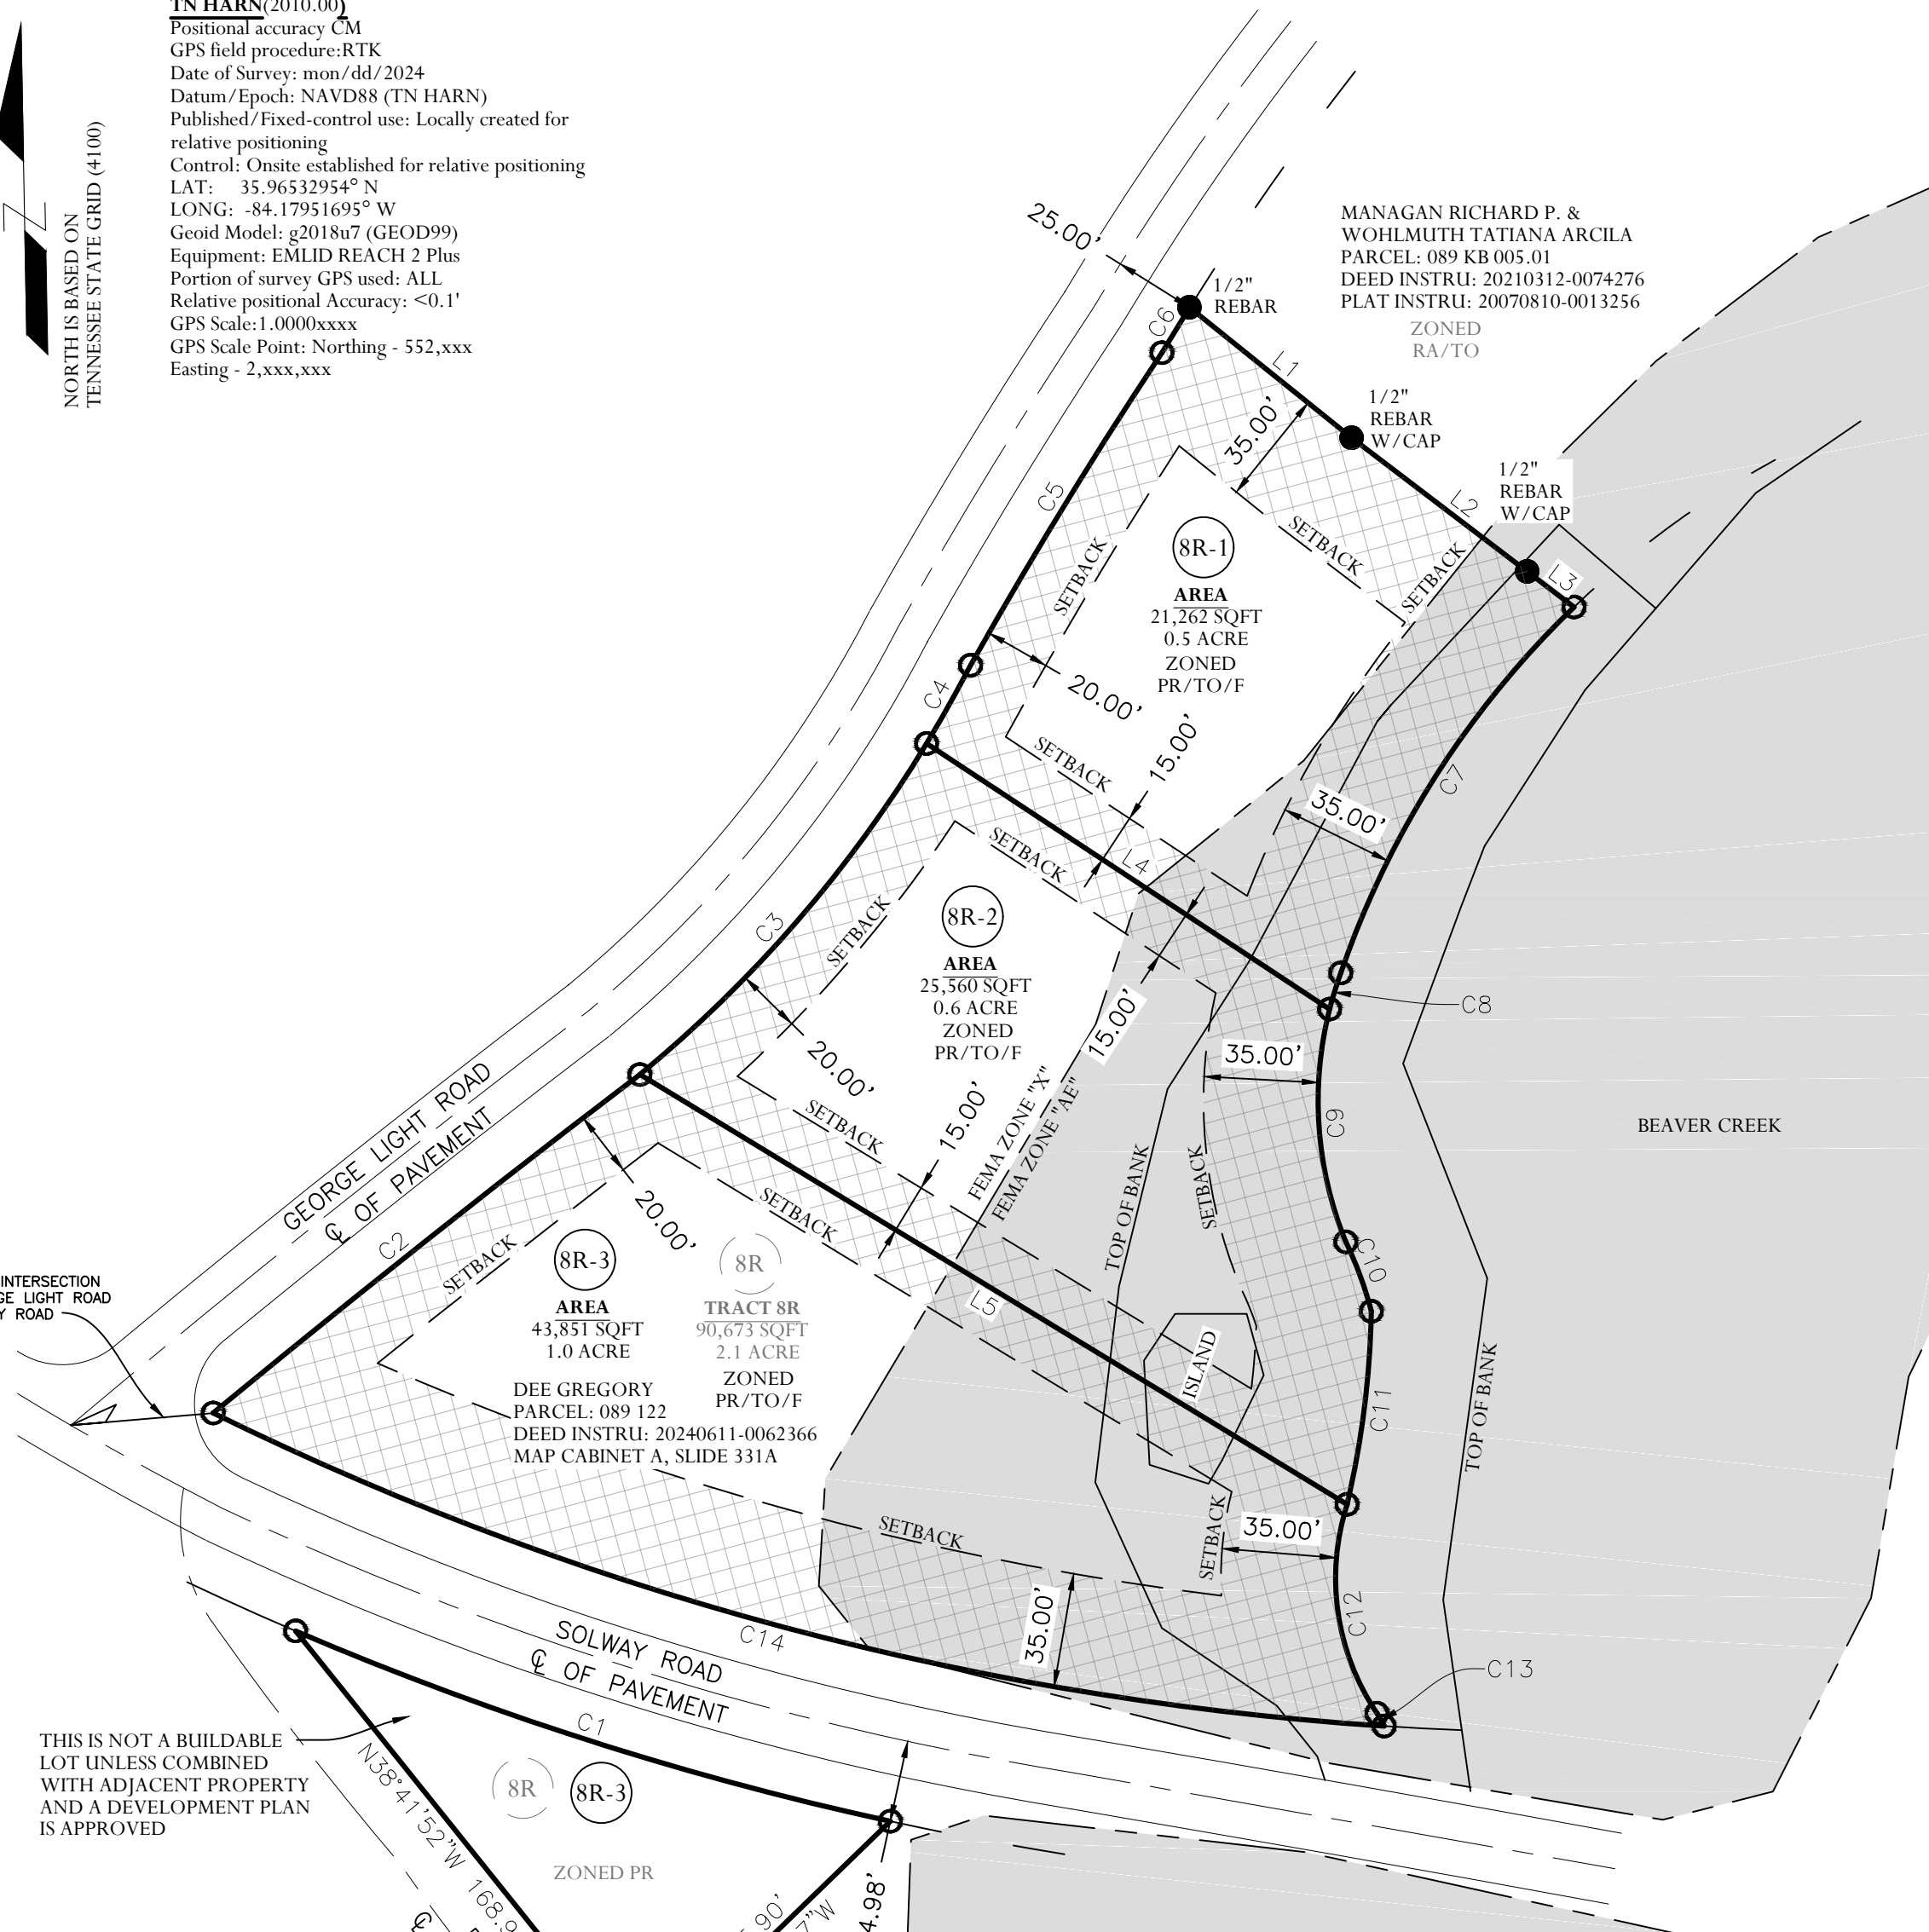 TN HARN(2010.00)
Positional accuracy CM
GPS field procedure:RTK
Date of Survey: mon/dd/2024
Datum/Epoch: NAVD88 (TN HARN)
Published/Fixed-control use: Locally created for
relative positioning
Control: Onsite established for relative positioning
LAT: 35.96532954° N
LONG: -84.17951695° W
Geoid Model: g2018u7 (GEOD99)
Equipment: EMLID REACH 2 Plus
Portion of survey GPS used: ALL
Relative positional Accuracy: <0.1'
GPS Scale:1.0000xxxx
GPS Scale Point: Northing - 552,xxx
Easting - 2,xxx,xxx
Z
NORTH IS BASED ON
TENNESSEE STATE GRID (4100)
MANAGAN RICHARD P. &
WOHLMUTH TATIANA ARCILA
PARCEL: 089 KB 005.01
DEED INSTRU: 20210312-0074276
PLAT INSTRU: 20070810-0013256
ZONED
RA/TO
25.00'
1/2"
REBAR
C6
L1
1/2"
REBAR
W/CAP
35.00'
L2
1/2"
REBAR
W/CAP
L3
C5
SETBACK
SETBACK
SETBACK
8R-1
AREA
21,262 SQFT
0.5 ACRE
ZONED
PR/TO/F
C4
20.00'
15.00'
SETBACK
C7
35.00'
SETBACK
L4
C3
SETBACK
8R-2
AREA
25,560 SQFT
0.6 ACRE
ZONED
PR/TO/F
15.00'
C8
20.00'
15.00'
SETBACK
FEMA ZONE "X"
FEMA ZONE "AE"
35.00'
C9
BEAVER CREEK
TOP OF BANK
SETBACK
GEORGE LIGHT ROAD
℄ OF PAVEMENT
C2
SETBACK
20.00'
SETBACK
C10
INTERSECTION
GE LIGHT ROAD
Y ROAD
8R-3
AREA
43,851 SQFT
1.0 ACRE
8R
TRACT 8R
90,673 SQFT
2.1 ACRE
ZONED
PR/TO/F
DEE GREGORY
PARCEL: 089 122
DEED INSTRU: 20240611-0062366
MAP CABINET A, SLIDE 331A
L5
ISLAND
C11
TOP OF BANK
SETBACK
SETBACK
35.00'
35.00'
C12
C14
SOLWAY ROAD
℄ OF PAVEMENT
C13
C1
THIS IS NOT A BUILDABLE
LOT UNLESS COMBINED
WITH ADJACENT PROPERTY
AND A DEVELOPMENT PLAN
IS APPROVED
N38°41'52"W 168.9
8R
8R-3
ZONED PR
90'
7"W
4.98'
℄